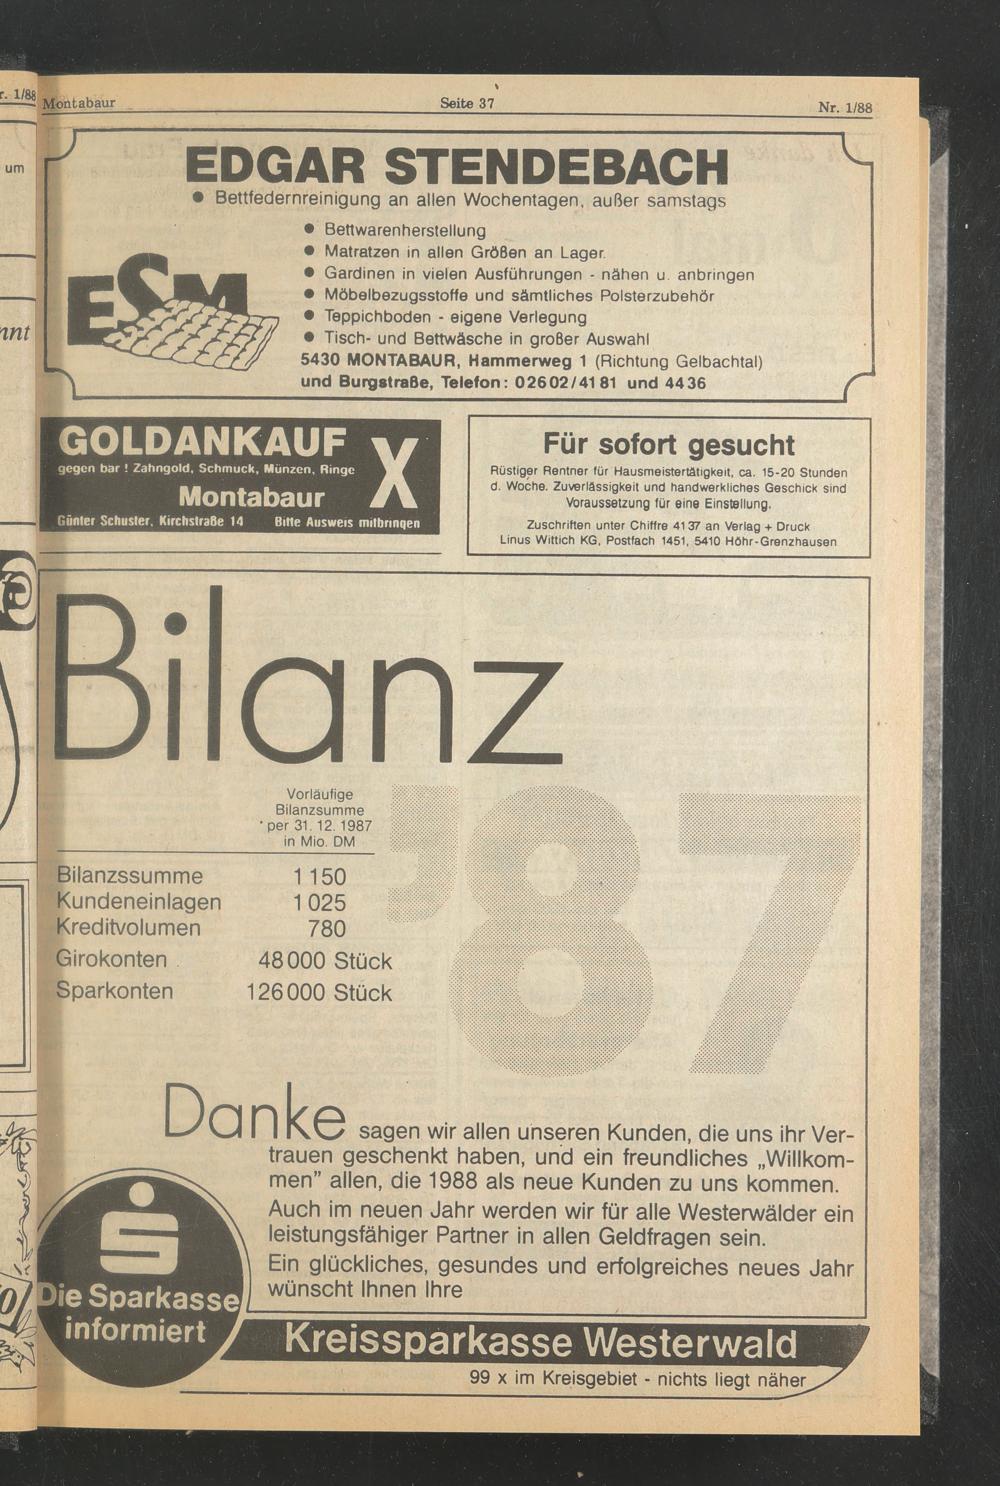 r. 1/88
um
nnt
Montabaur
Seite 37
Nr. 1/88
EDGAR STENDEBACH
● Bettfedernreinigung an allen Wochentagen, außer samstags
ESM
● Bettwarenherstellung
● Matratzen in allen Größen an Lager.
● Gardinen in vielen Ausführungen - nähen u. anbringen
● Möbelbezugsstoffe und sämtliches Polsterzubehör
● Teppichboden - eigene Verlegung
● Tisch- und Bettwäsche in großer Auswahl
5430 MONTABAUR, Hammerweg 1 (Richtung Gelbachtal)
und Burgstraße, Telefon: 02602/4181 und 4436
GOLDANKAUF X
gegen bar! Zahngold, Schmuck, Münzen, Ringe
Montabaur
Günter Schuster, Kirchstraße 14 Bitte Ausweis mitbringen
Für sofort gesucht
Rüstiger Rentner für Hausmeistertätigkeit, ca. 15-20 Stunden
d. Woche. Zuverlässigkeit und handwerkliches Geschick sind
Voraussetzung für eine Einstellung.
Zuschriften unter Chiffre 4137 an Verlag + Druck
Linus Wittich KG, Postfach 1451, 5410 Höhr-Grenzhausen
Bilanz
'87
Vorläufige
Bilanzsumme
per 31. 12. 1987
in Mio. DM
Bilanzssumme 1 150
Kundeneinlagen 1 025
Kreditvolumen 780
Girokonten 48 000 Stück
Sparkonten 126 000 Stück
Danke sagen wir allen unseren Kunden, die uns ihr Ver-
trauen geschenkt haben, und ein freundliches „Willkom-
men” allen, die 1988 als neue Kunden zu uns kommen.
Auch im neuen Jahr werden wir für alle Westerwälder ein
leistungsfähiger Partner in allen Geldfragen sein.
Ein glückliches, gesundes und erfolgreiches neues Jahr
wünscht Ihnen Ihre
Die Sparkasse
informiert
Kreissparkasse Westerwald
99 x im Kreisgebiet - nichts liegt näher